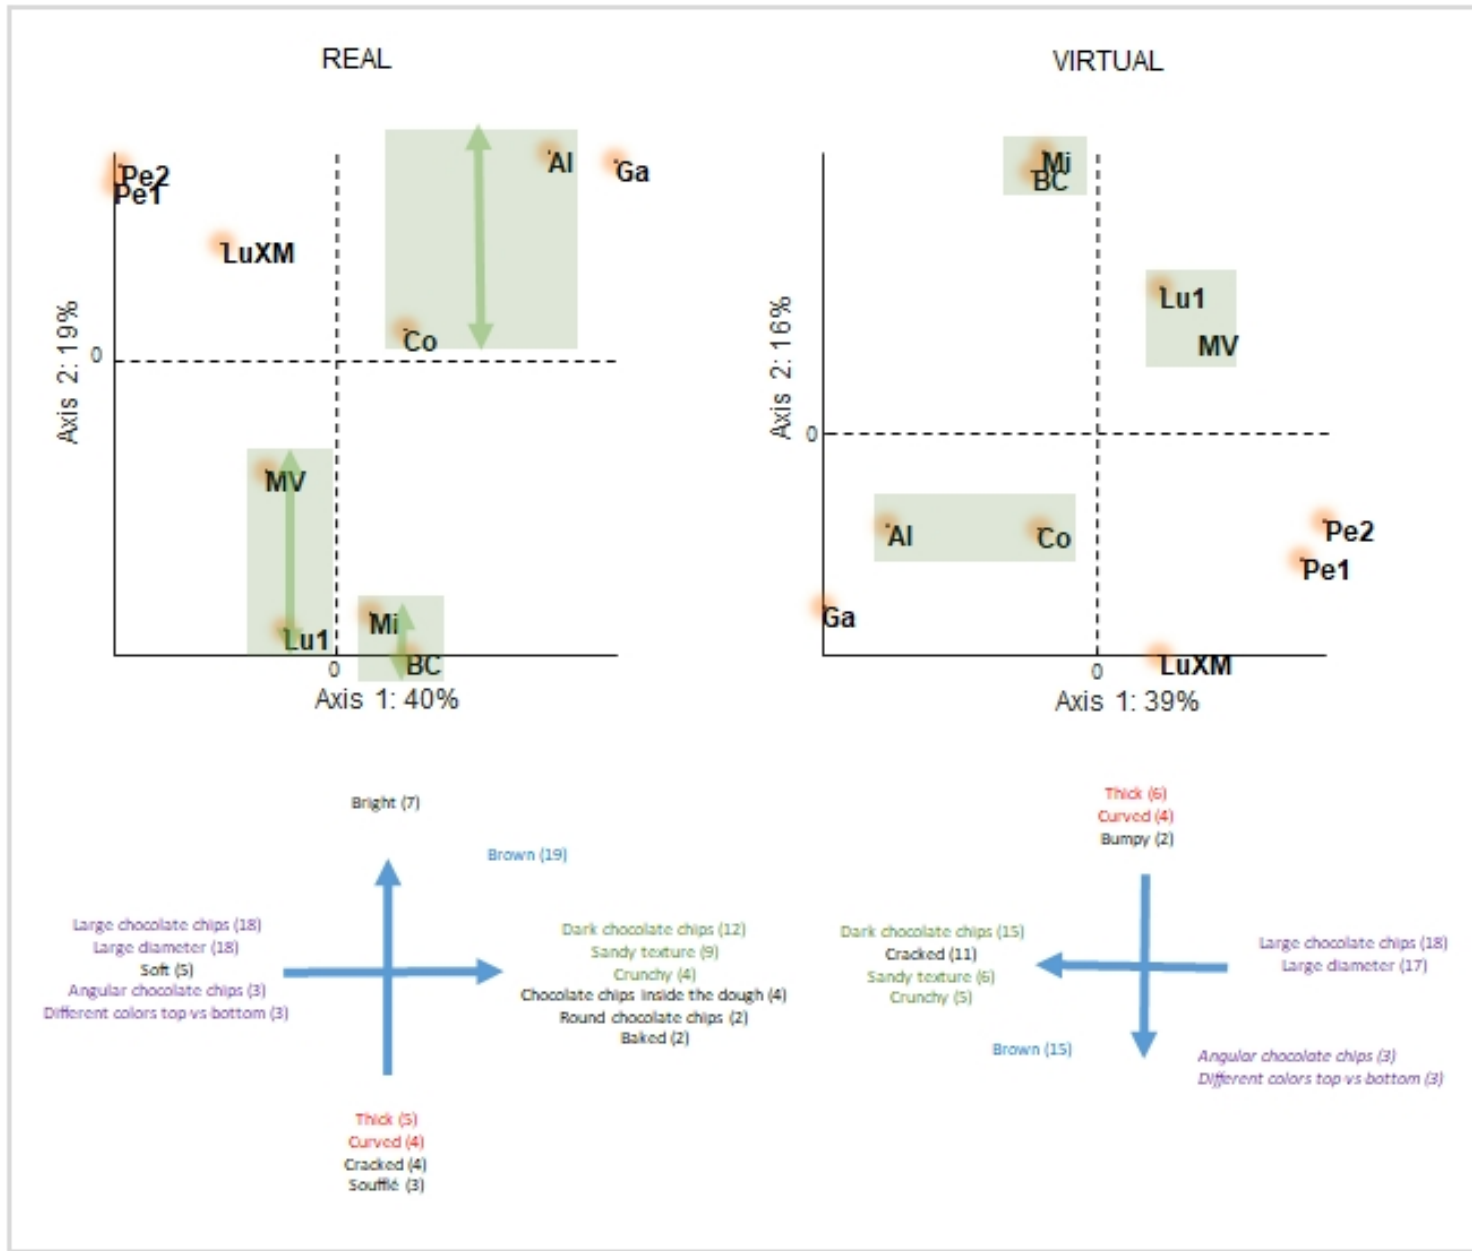 REAL
Pe2
Pe1
LuXM
Al
Ga
Co
MV
Lu1
Mi
BC
0
0
Axis 2: 19%
Axis 1: 40%
VIRTUAL
Mi
BC
Lu1
MV
Al
Co
Pe2
Pe1
Ga
LuXM
0
0
Axis 2: 16%
Axis 1: 39%
Bright (7)
Brown (19)
Large chocolate chips (18)
Large diameter (18)
Soft (5)
Angular chocolate chips (3)
Different colors top vs bottom (3)
Dark chocolate chips (12)
Sandy texture (9)
Crunchy (4)
Chocolate chips inside the dough (4)
Round chocolate chips (2)
Baked (2)
Thick (5)
Curved (4)
Cracked (4)
Soufflé (3)
Thick (6)
Curved (4)
Bumpy (2)
Dark chocolate chips (15)
Cracked (11)
Sandy texture (6)
Crunchy (5)
Large chocolate chips (18)
Large diameter (17)
Brown (15)
Angular chocolate chips (3)
Different colors top vs bottom (3)